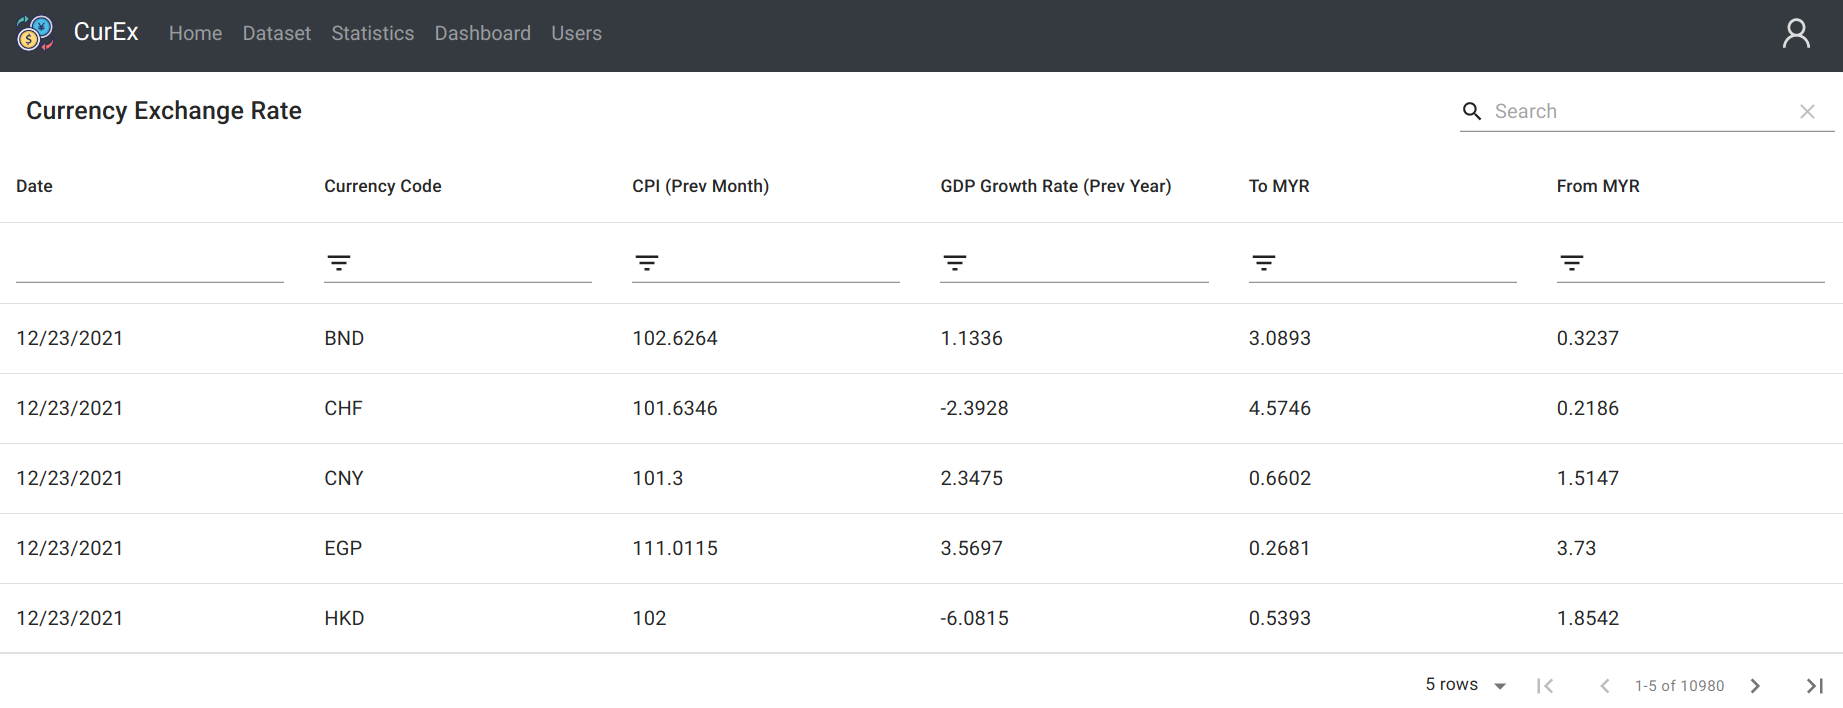 CurEx Home Dataset Statistics Dashboard Users
Currency Exchange Rate Search
Date Currency Code CPI (Prev Month) GDP Growth Rate (Prev Year) To MYR From MYR
12/23/2021 BND 102.6264 1.1336 3.0893 0.3237
12/23/2021 CHF 101.6346 -2.3928 4.5746 0.2186
12/23/2021 CNY 101.3 2.3475 0.6602 1.5147
12/23/2021 EGP 111.0115 3.5697 0.2681 3.73
12/23/2021 HKD 102 -6.0815 0.5393 1.8542
5 rows 1-5 of 10980